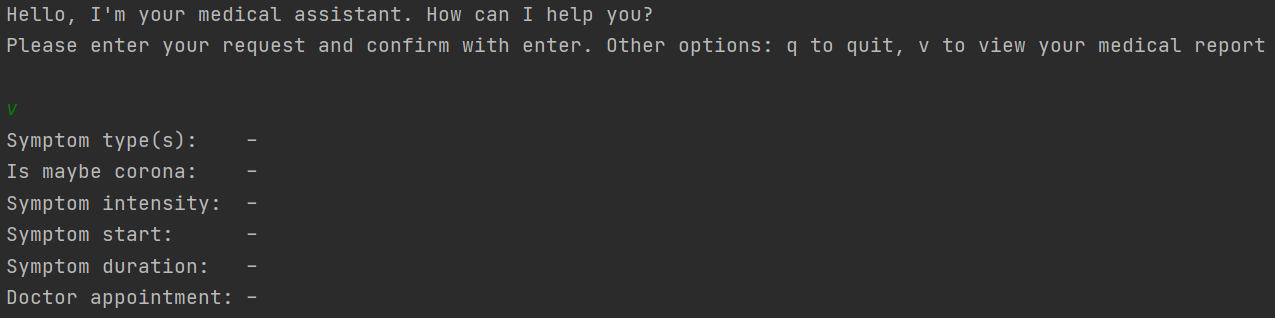 Hello, I'm your medical assistant. How can I help you?
Please enter your request and confirm with enter. Other options: q to quit, v to view your medical report
v
Symptom type(s):    -
Is maybe corona:    -
Symptom intensity:  -
Symptom start:      -
Symptom duration:   -
Doctor appointment: -